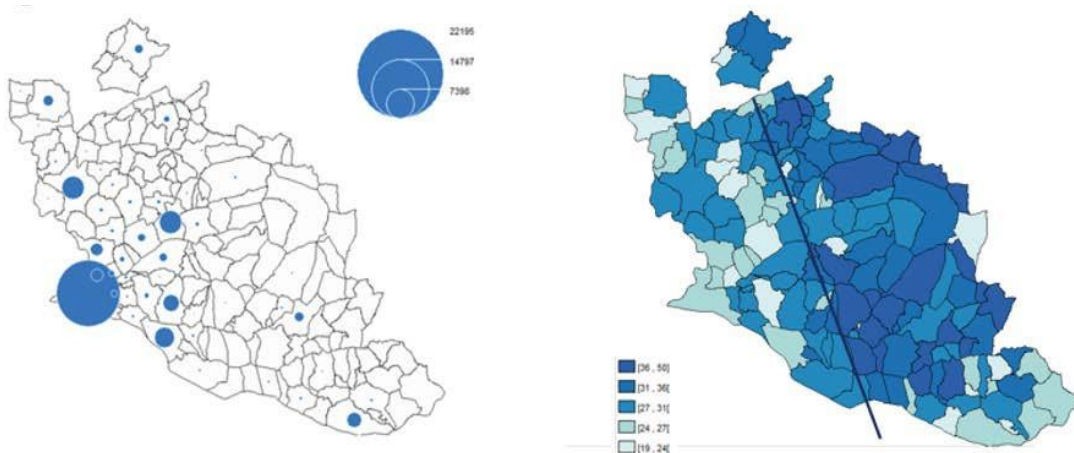 22195
14797
7398
[36 , 50]
[31 , 36[
[27 , 31[
[24 , 27[
[19 , 24[